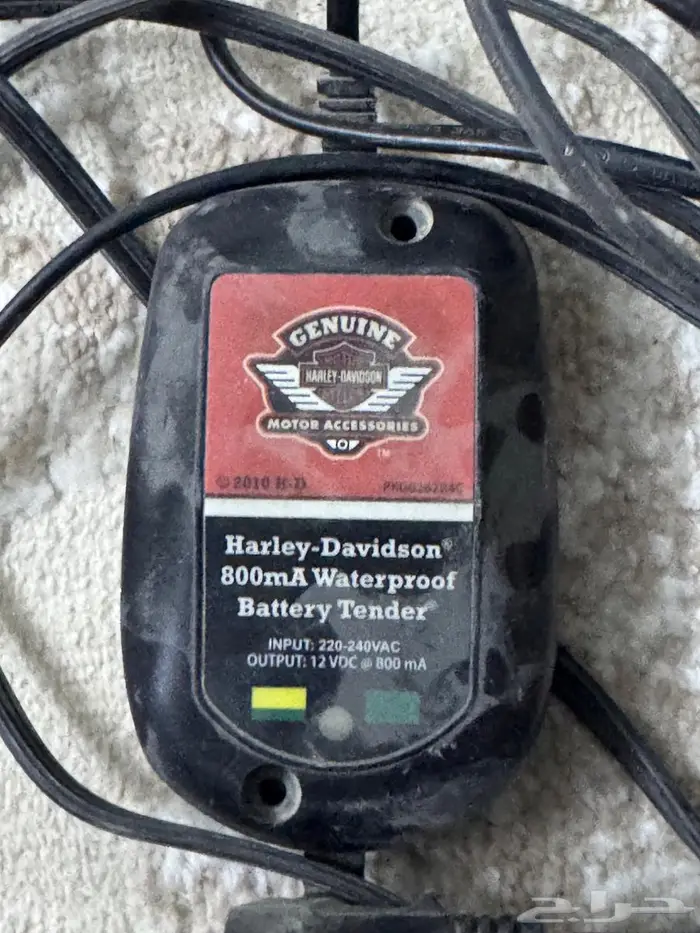 GENUINE
HARLEY-DAVIDSON
MOTOR ACCESSORIES
TM
© 2010 H-D
Harley-Davidson®
800mA Waterproof
Battery Tender
INPUT: 220-240VAC
OUTPUT: 12 VDC @ 800 mA
حراج